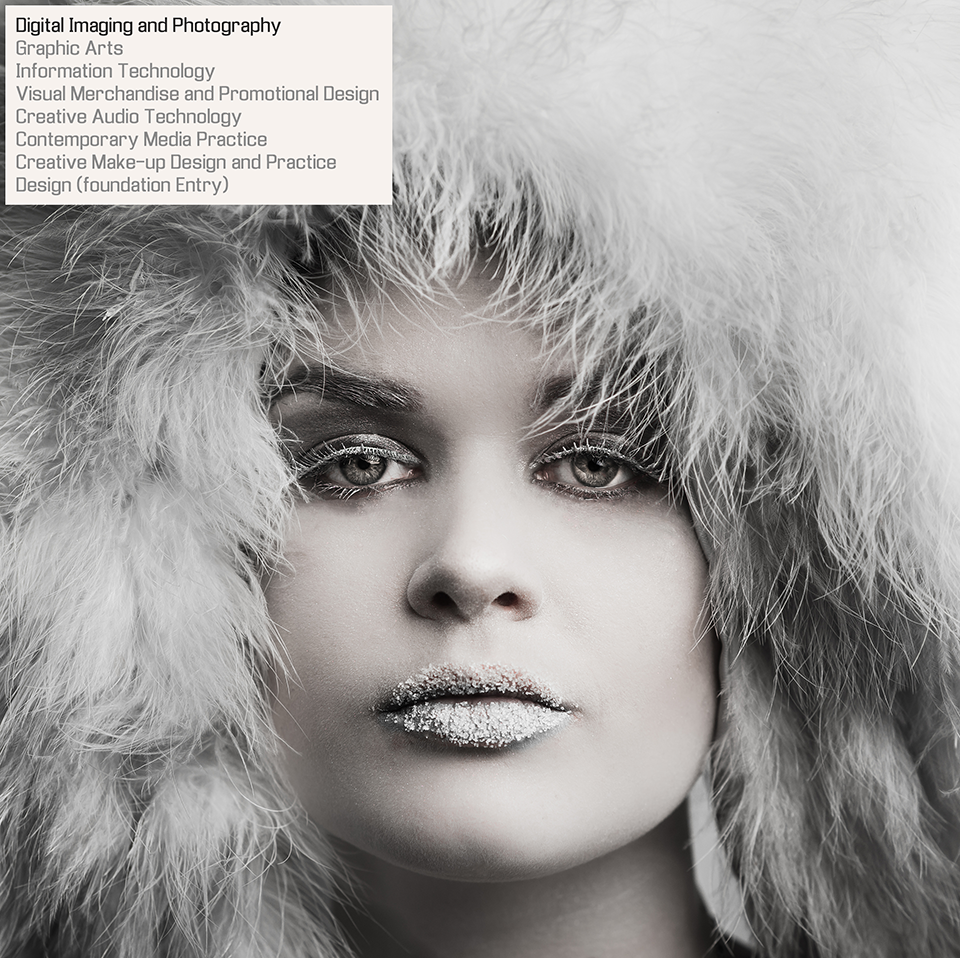 Digital Imaging and Photography
Graphic Arts
Information Technology
Visual Merchandise and Promotional Design
Creative Audio Technology
Contemporary Media Practice
Creative Make-up Design and Practice
Design (foundation Entry)